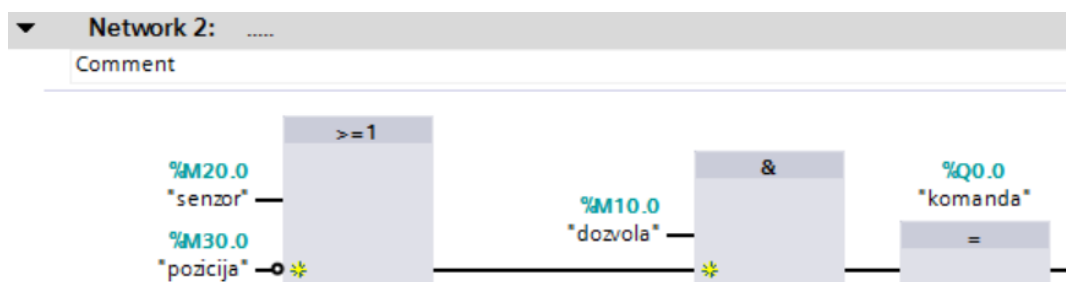 Network 2: .....
Comment
>=1
%M20.0
"senzor"
%M30.0
"pozicija"
&
%M10.0
"dozvola"
%Q0.0
"komanda"
=